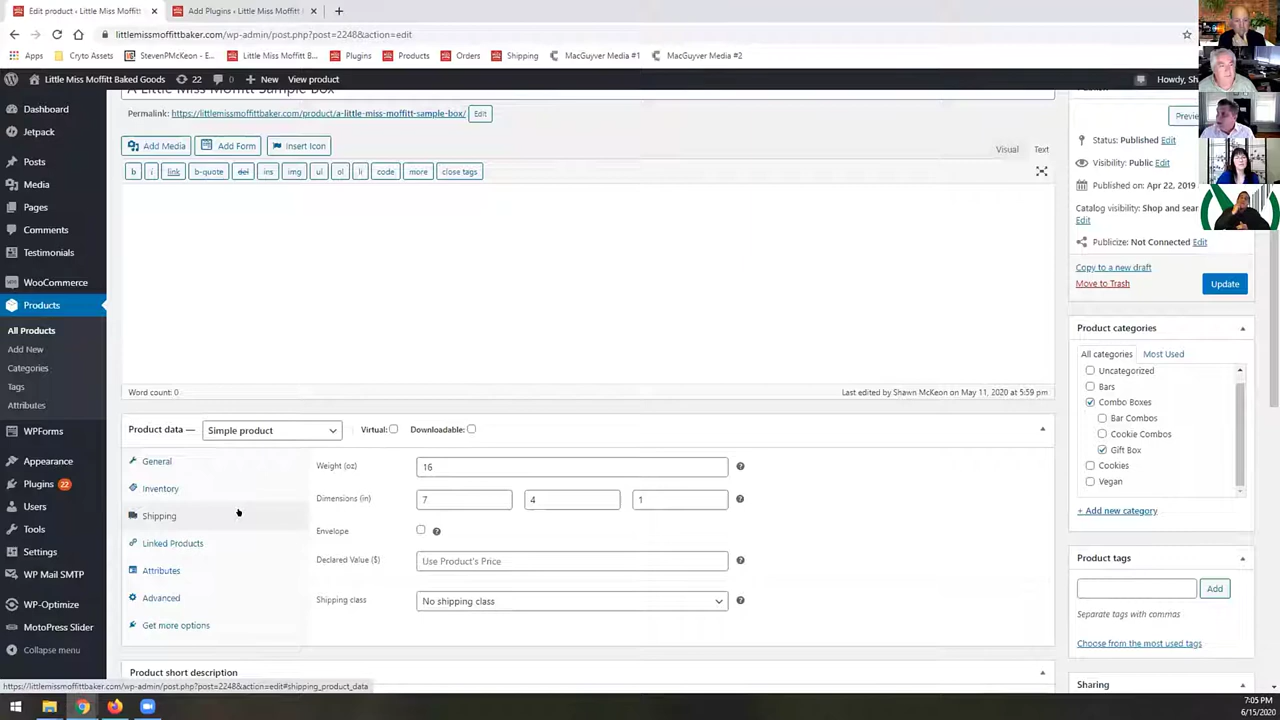 Edit product ‹ Little Miss Moffitt
Add Plugins ‹ Little Miss Moffitt
littlemissmoffittbaker.com/wp-admin/post.php?post=2248&action=edit
Apps
Cryto Assets
StevenPMcKeon - E...
Little Miss Moffitt B...
Plugins
Products
Orders
Shipping
MacGuyver Media #1
MacGuyver Media #2
Little Miss Moffitt Baked Goods
22
0
New
View product
Howdy, Sh
A Little Miss Moffitt Sample Box
Permalink: https://littlemissmoffittbaker.com/product/a-little-miss-moffitt-sample-box/ Edit
Add Media
Add Form
Insert Icon
Visual
Text
b
i
link
b-quote
del
ins
img
ul
ol
li
code
more
close tags
Word count: 0
Last edited by Shawn McKeon on May 11, 2020 at 5:59 pm
Dashboard
Jetpack
Posts
Media
Pages
Comments
Testimonials
WooCommerce
Products
All Products
Add New
Categories
Tags
Attributes
WPForms
Appearance
Plugins 22
Users
Tools
Settings
WP Mail SMTP
WP-Optimize
MotoPress Slider
Collapse menu
Product data —
Simple product
Virtual:
Downloadable:
General
Inventory
Shipping
Linked Products
Attributes
Advanced
Get more options
Weight (oz)
16
Dimensions (in)
7
4
1
Envelope
Declared Value ($)
Use Product's Price
Shipping class
No shipping class
Product short description
Previe
Status: Published Edit
Visibility: Public Edit
Published on: Apr 22, 2019
Catalog visibility: Shop and sear
Edit
Publicize: Not Connected Edit
Copy to a new draft
Move to Trash
Update
Product categories
All categories
Most Used
Uncategorized
Bars
Combo Boxes
Bar Combos
Cookie Combos
Gift Box
Cookies
Vegan
+ Add new category
Product tags
Add
Separate tags with commas
Choose from the most used tags
Sharing
https://littlemissmoffittbaker.com/wp-admin/post.php?post=2248&action=edit#shipping_product_data
7:05 PM
6/15/2020